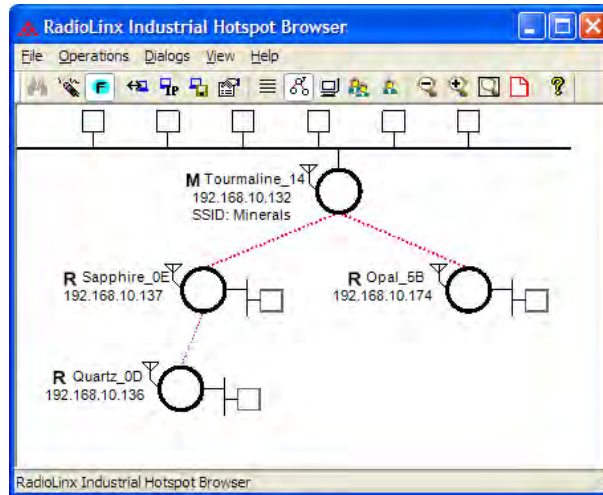 RadioLinx Industrial Hotspot Browser
File Operations Dialogs View Help
F IP ?
M Tourmaline_14
192.168.10.132
SSID: Minerals
R Sapphire_0E
192.168.10.137
R Opal_5B
192.168.10.174
R Quartz_0D
192.168.10.136
RadioLinx Industrial Hotspot Browser